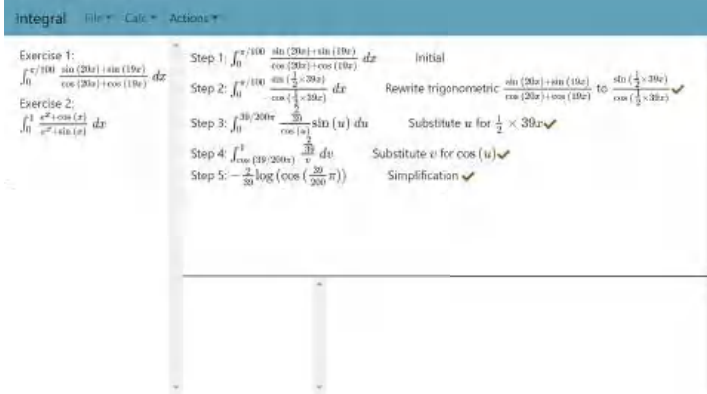 Integral File Calc Actions
Exercise 1:
∫₀^{π/100} (sin (20x)+sin (19x))/(cos (20x)+cos (19x)) dx
Exercise 2:
∫₀^1 (e^x+cos (x))/(e^x+sin (x)) dx
Step 1: ∫₀^{π/100} (sin (20x)+sin (19x))/(cos (20x)+cos (19x)) dx Initial
Step 2: ∫₀^{π/100} (sin (1/2 × 39x))/(cos (1/2 × 39x)) dx Rewrite trigonometric (sin (20x)+sin (19x))/(cos (20x)+cos (19x)) to (sin (1/2 × 39x))/(cos (1/2 × 39x)) ✓
Step 3: ∫₀^{39/200π} (2/39)/(cos (u)) sin (u) du Substitute u for 1/2 × 39x ✓
Step 4: ∫_{cos (39/200π)}^1 (2/39)/v dv Substitute v for cos (u) ✓
Step 5: −2/39 log (cos (39/200 π)) Simplification ✓